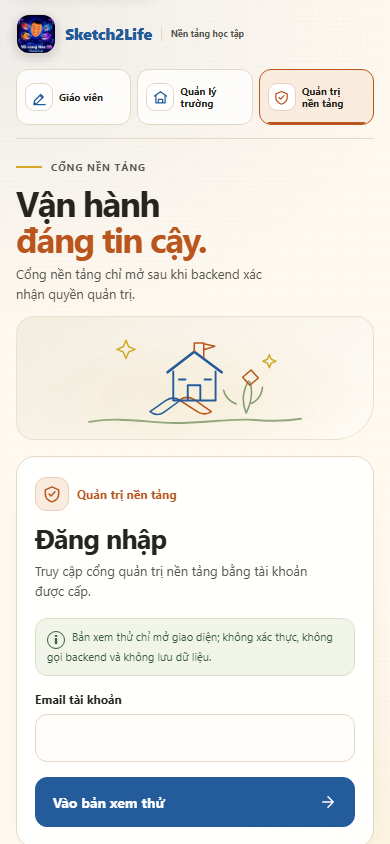 Sketch2Life
Nền tảng học tập
Giáo viên
Quản lý
trường
Quản trị
nền tảng
CỔNG NỀN TẢNG
Vận hành
đáng tin cậy.
Cổng nền tảng chỉ mở sau khi backend xác
nhận quyền quản trị.
Quản trị nền tảng
Đăng nhập
Truy cập cổng quản trị nền tảng bằng tài khoản
được cấp.
Bản xem thử chỉ mở giao diện; không xác thực, không
gọi backend và không lưu dữ liệu.
Email tài khoản
Vào bản xem thử